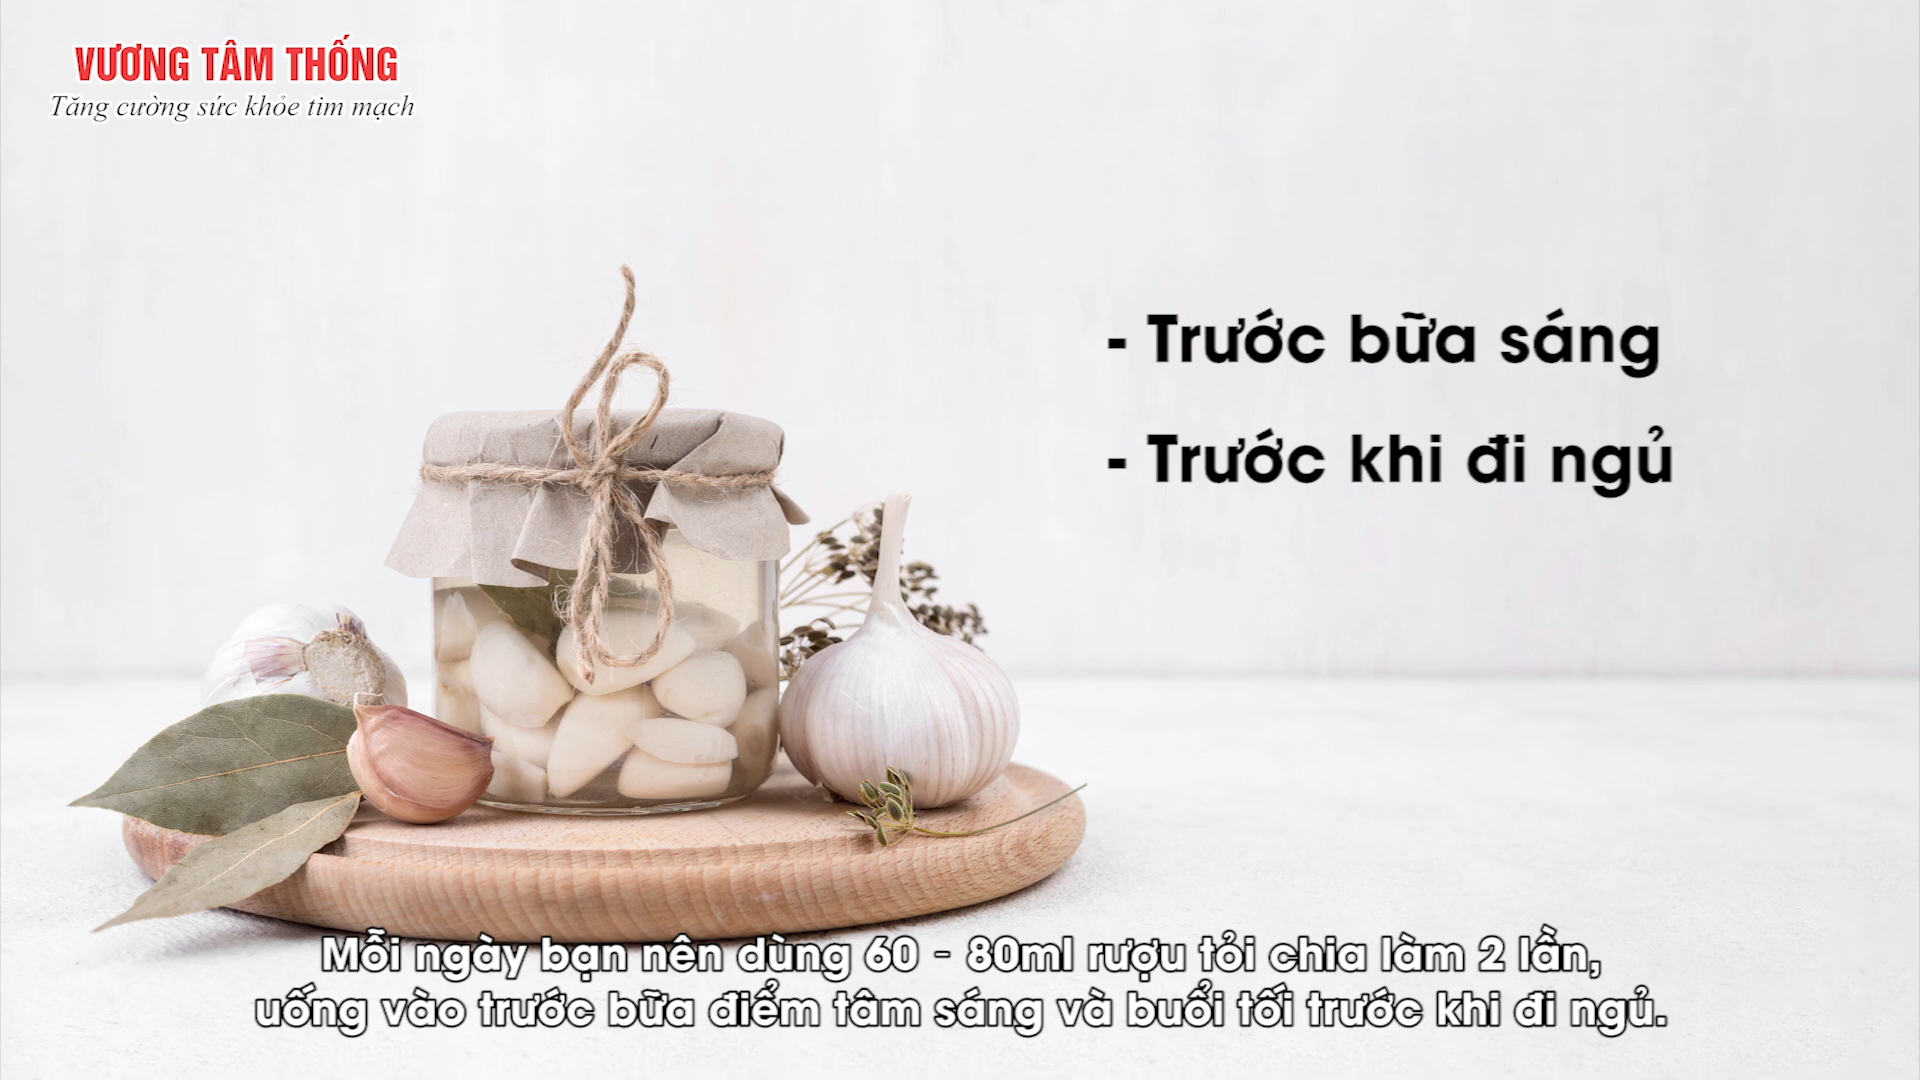 VƯƠNG TÂM THỐNG
Tăng cường sức khỏe tim mạch
- Trước bữa sáng
- Trước khi đi ngủ
Mỗi ngày bạn nên dùng 60 - 80ml rượu tỏi chia làm 2 lần,
uống vào trước bữa điểm tâm sáng và buổi tối trước khi đi ngủ.